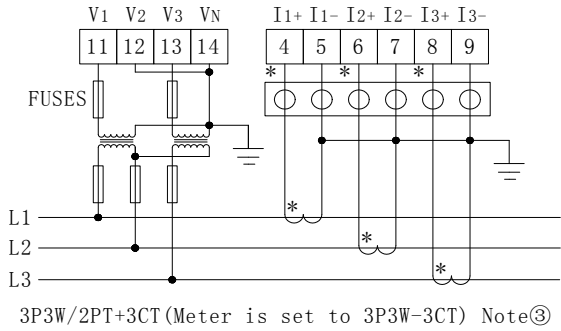 V1 V2 V3 VN I1+ I1- I2+ I2- I3+ I3-
11 12 13 14 4 5 6 7 8 9
* * *
FUSES
L1 *
L2 *
L3 *
3P3W/2PT+3CT(Meter is set to 3P3W-3CT) Note③